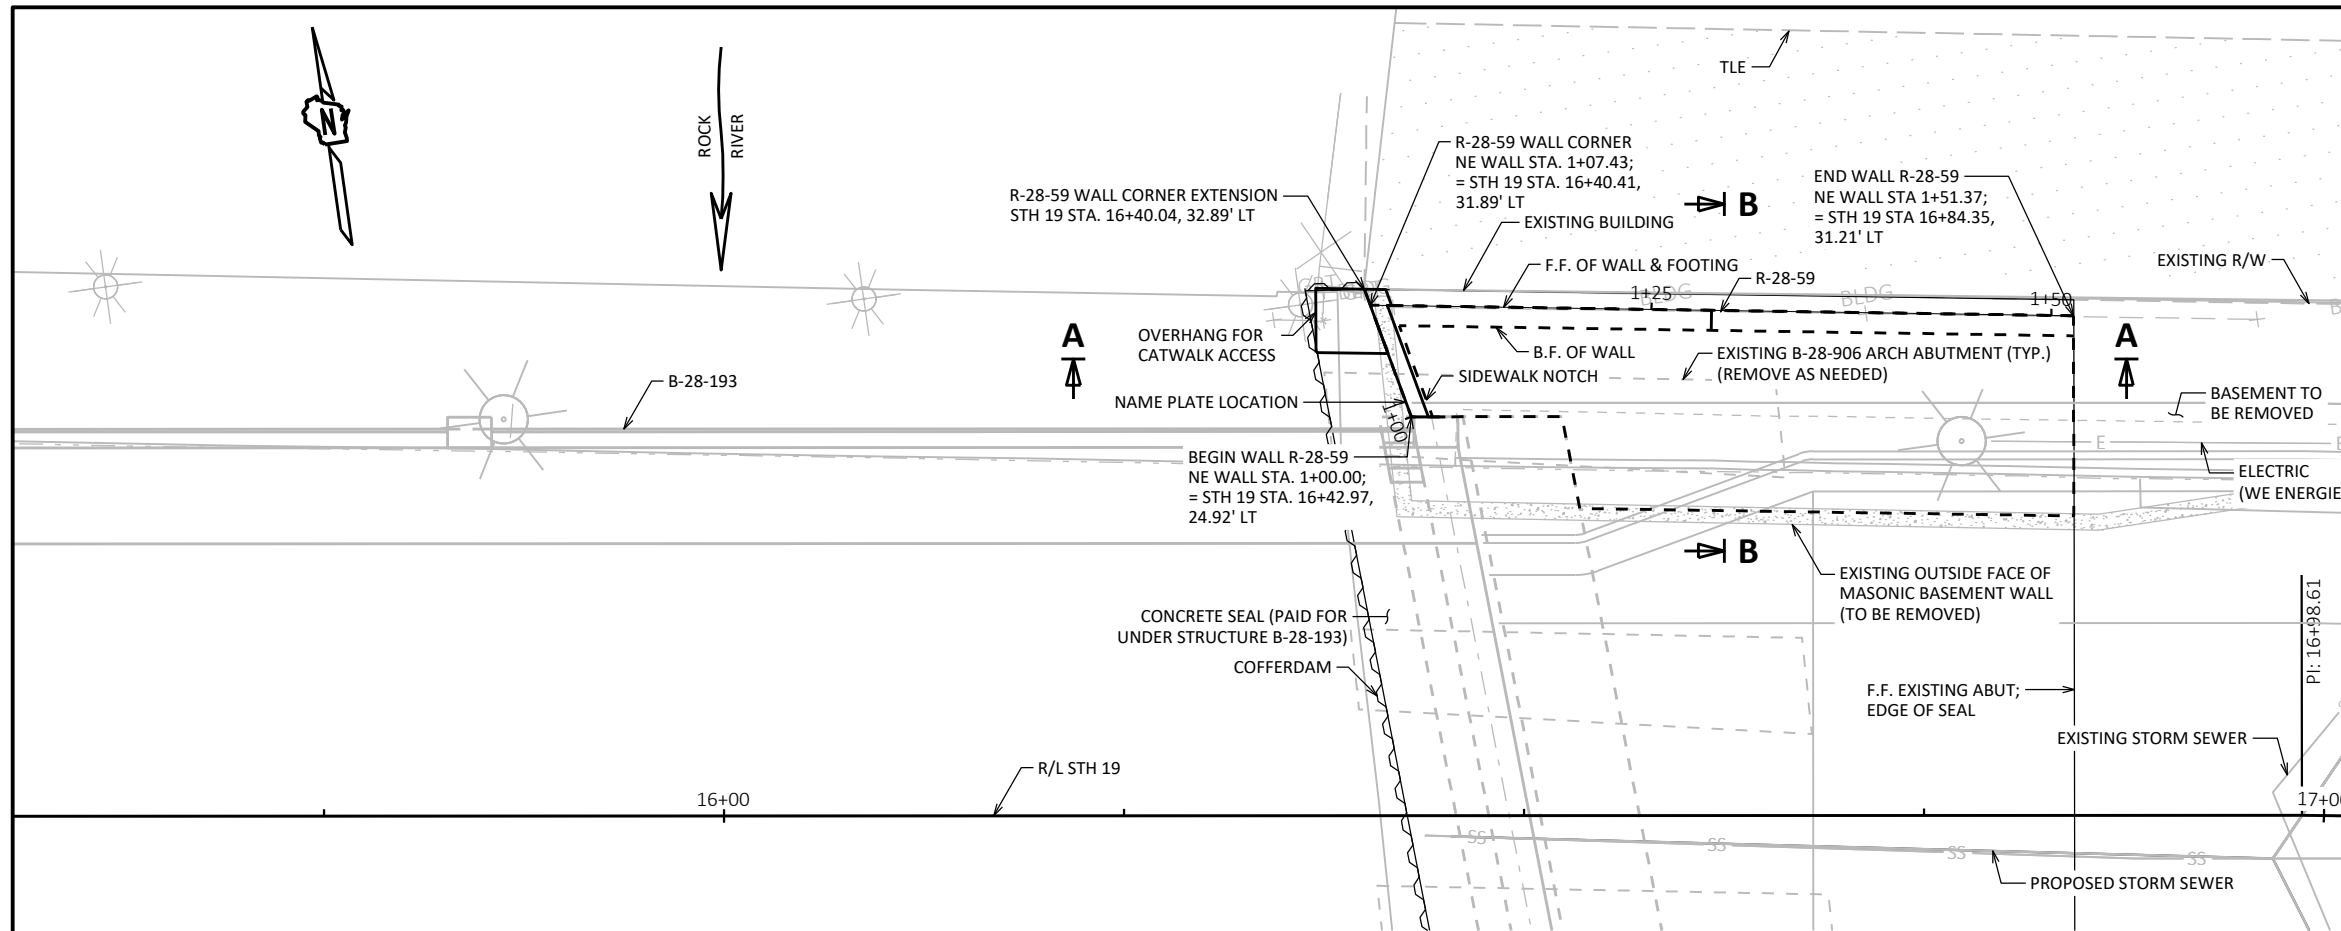 N
ROCK
RIVER
TLE
R-28-59 WALL CORNER
NE WALL STA. 1+07.43;
= STH 19 STA. 16+40.41,
31.89' LT
R-28-59 WALL CORNER EXTENSION
STH 19 STA. 16+40.04, 32.89' LT
B
END WALL R-28-59
NE WALL STA 1+51.37;
= STH 19 STA 16+84.35,
31.21' LT
EXISTING BUILDING
EXISTING R/W
F.F. OF WALL & FOOTING
R-28-59
1+25
BLDG
BLDG
1+50
A
OVERHANG FOR
CATWALK ACCESS
B.F. OF WALL
EXISTING B-28-906 ARCH ABUTMENT (TYP.)
(REMOVE AS NEEDED)
A
B-28-193
SIDEWALK NOTCH
NAME PLATE LOCATION
1+00
BASEMENT TO
BE REMOVED
E
BEGIN WALL R-28-59
NE WALL STA. 1+00.00;
= STH 19 STA. 16+42.97,
24.92' LT
ELECTRIC
(WE ENERGIE
B
EXISTING OUTSIDE FACE OF
MASONIC BASEMENT WALL
(TO BE REMOVED)
CONCRETE SEAL (PAID FOR
UNDER STRUCTURE B-28-193)
COFFERDAM
PI: 16+98.61
F.F. EXISTING ABUT;
EDGE OF SEAL
EXISTING STORM SEWER
R/L STH 19
16+00
17+0
SS
SS
SS
SS
PROPOSED STORM SEWER